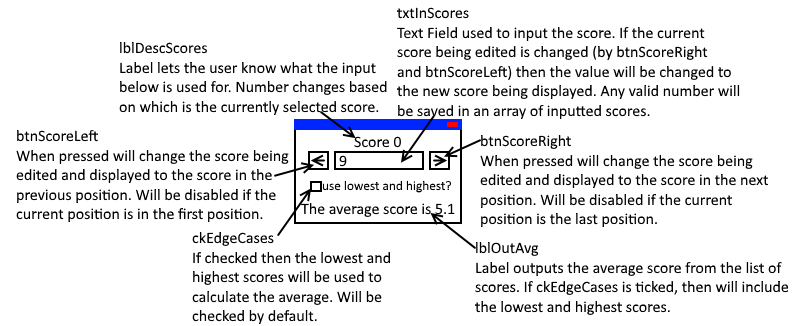 txtInScores
Text Field used to input the score. If the current
score being edited is changed (by btnScoreRight
and btnScoreLeft) then the value will be changed to
the new score being displayed. Any valid number will
be saved in an array of inputted scores.
lblDescScores
Label lets the user know what the input
below is used for. Number changes based
on which is the currently selected score.
btnScoreLeft
When pressed will change the score being
edited and displayed to the score in the
previous position. Will be disabled if the
current position is in the first position.
Score 0
9
use lowest and highest?
The average score is 5.1
btnScoreRight
When pressed will change the score being
edited and displayed to the score in the next
position. Will be disabled if the current
position is the last position.
ckEdgeCases
If checked then the lowest and
highest scores will be used to
calculate the average. Will be
checked by default.
lblOutAvg
Label outputs the average score from the list of
scores. If ckEdgeCases is ticked, then will include
the lowest and highest scores.